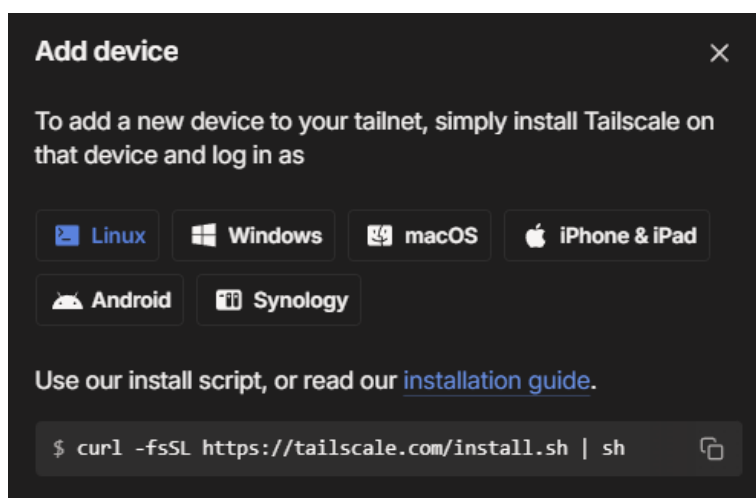 Add device
To add a new device to your tailnet, simply install Tailscale on
that device and log in as
Linux Windows macOS iPhone & iPad
Android Synology
Use our install script, or read our installation guide.
$ curl -fsSL https://tailscale.com/install.sh | sh